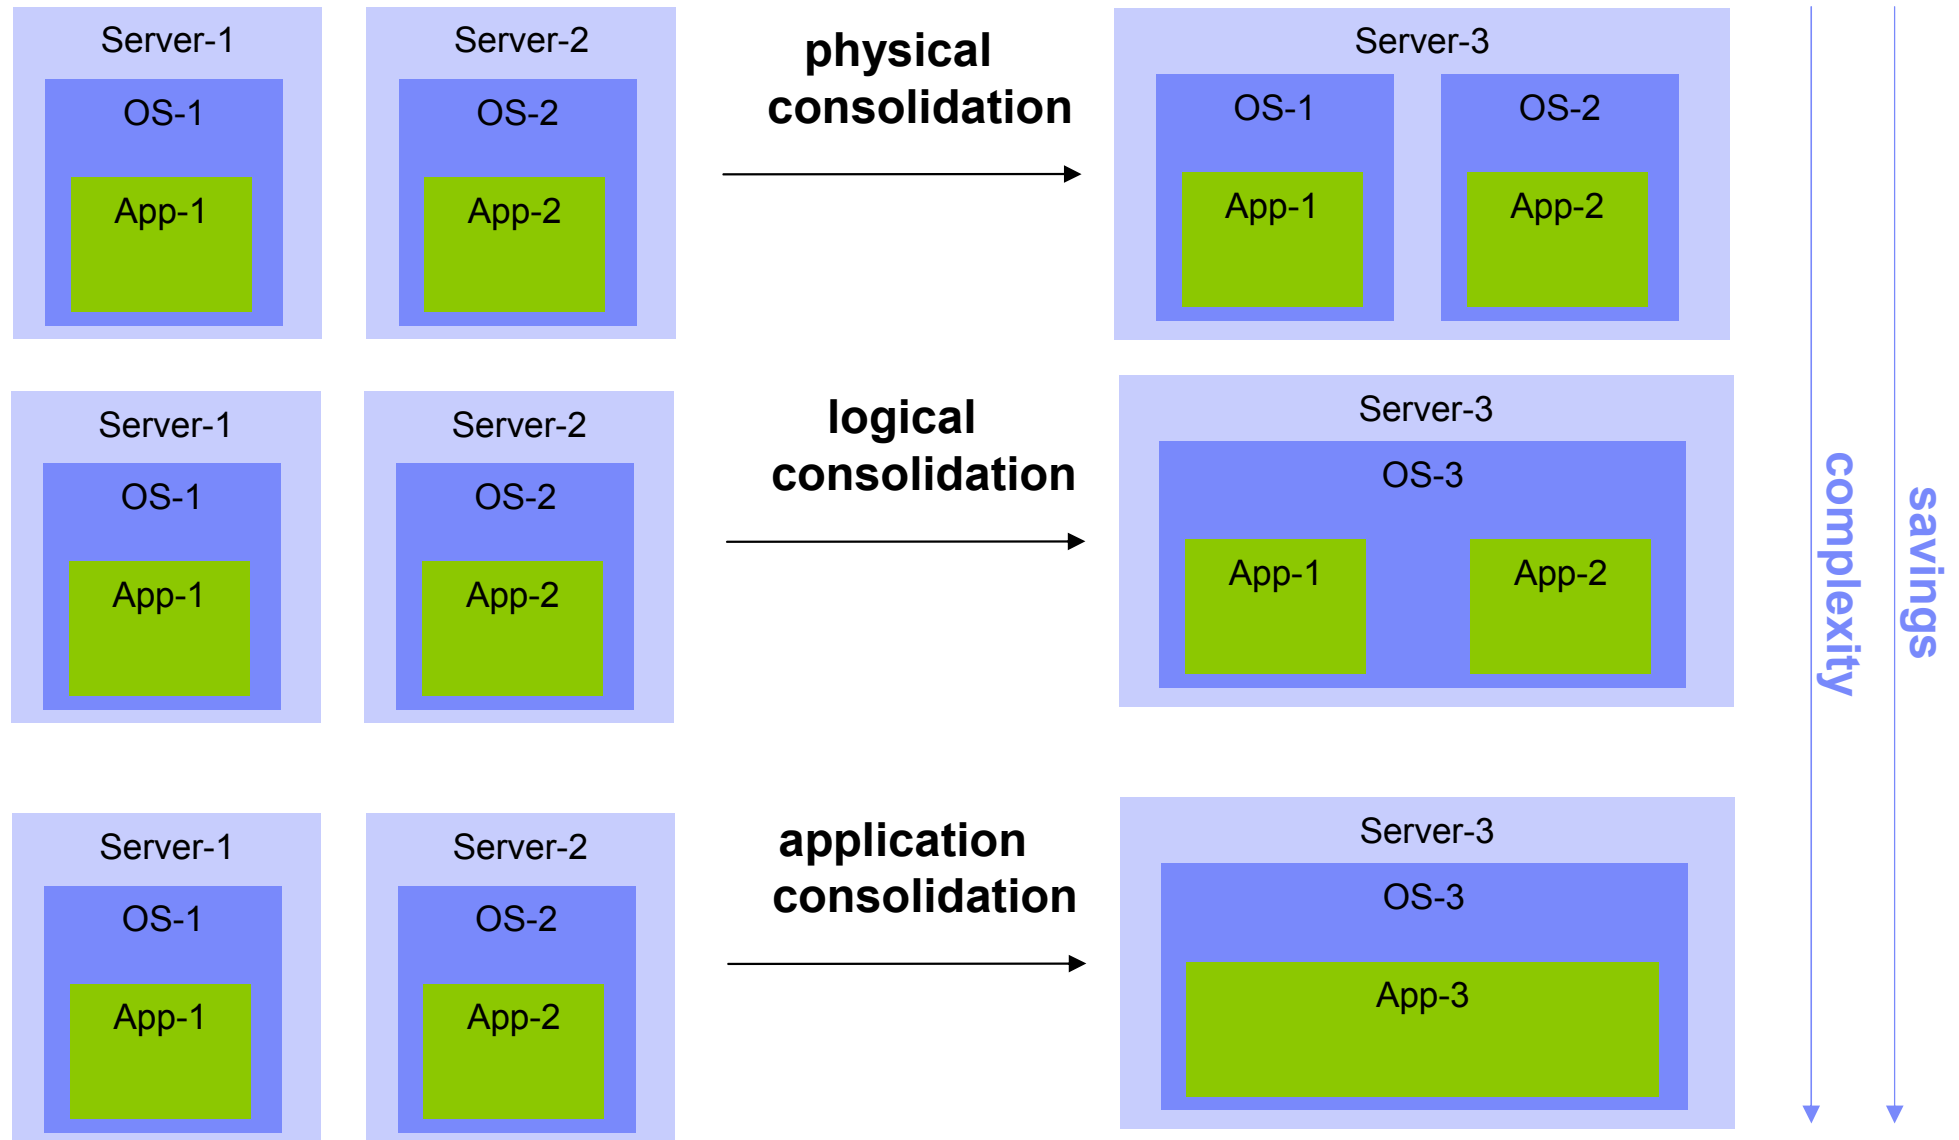 Server-1
OS-1
App-1
Server-2
OS-2
App-2
physical
consolidation
Server-3
OS-1
App-1
OS-2
App-2
Server-1
OS-1
App-1
Server-2
OS-2
App-2
logical
consolidation
Server-3
OS-3
App-1
App-2
Server-1
OS-1
App-1
Server-2
OS-2
App-2
application
consolidation
Server-3
OS-3
App-3
complexity
savings